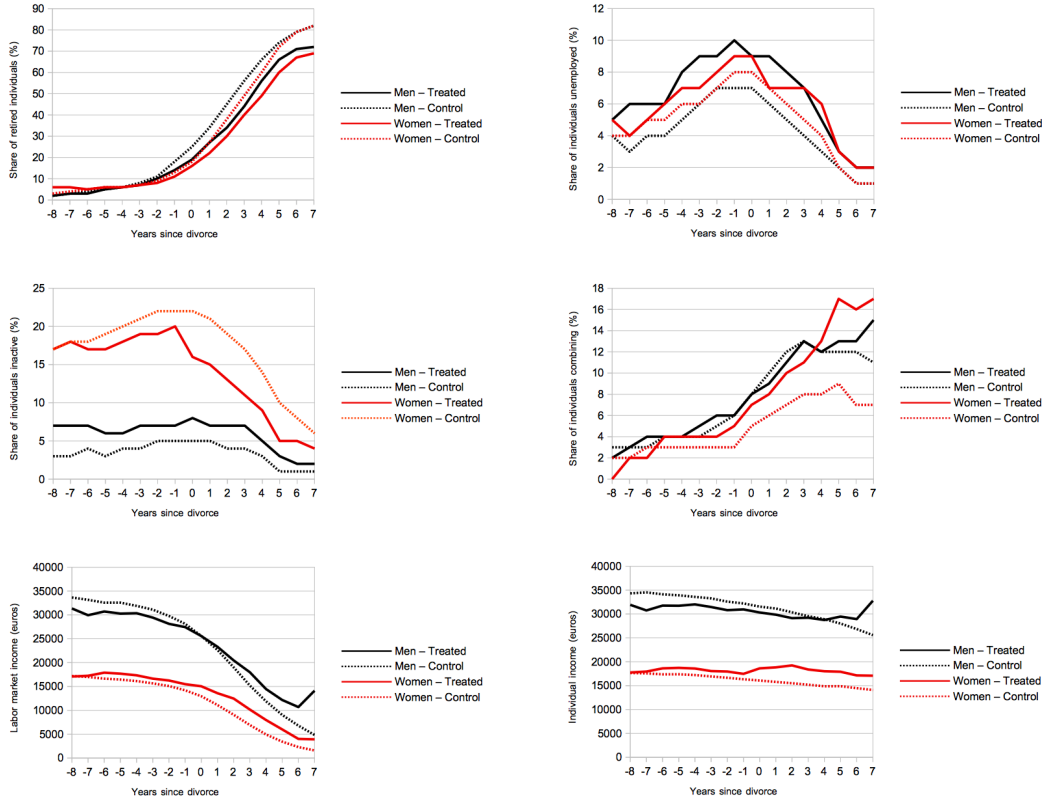 Share of retired individuals (%)
90
80
70
60
50
40
30
20
10
0
-8 -7 -6 -5 -4 -3 -2 -1 0 1 2 3 4 5 6 7
Years since divorce
Men – Treated
Men – Control
Women – Treated
Women – Control
Share of individuals unemployed (%)
12
10
8
6
4
2
0
-8 -7 -6 -5 -4 -3 -2 -1 0 1 2 3 4 5 6 7
Years since divorce
Men – Treated
Men – Control
Women – Treated
Women – Control
Share of individuals inactive (%)
25
20
15
10
5
0
-8 -7 -6 -5 -4 -3 -2 -1 0 1 2 3 4 5 6 7
Years since divorce
Men – Treated
Men – Control
Women – Treated
Women – Control
Share of individuals combining (%)
18
16
14
12
10
8
6
4
2
0
-8 -7 -6 -5 -4 -3 -2 -1 0 1 2 3 4 5 6 7
Years since divorce
Men – Treated
Men – Control
Women – Treated
Women – Control
Labor market income (euros)
40000
35000
30000
25000
20000
15000
10000
5000
0
-8 -7 -6 -5 -4 -3 -2 -1 0 1 2 3 4 5 6 7
Years since divorce
Men – Treated
Men – Control
Women – Treated
Women – Control
Individual income (euros)
40000
35000
30000
25000
20000
15000
10000
5000
0
-8 -7 -6 -5 -4 -3 -2 -1 0 1 2 3 4 5 6 7
Years since divorce
Men – Treated
Men – Control
Women – Treated
Women – Control